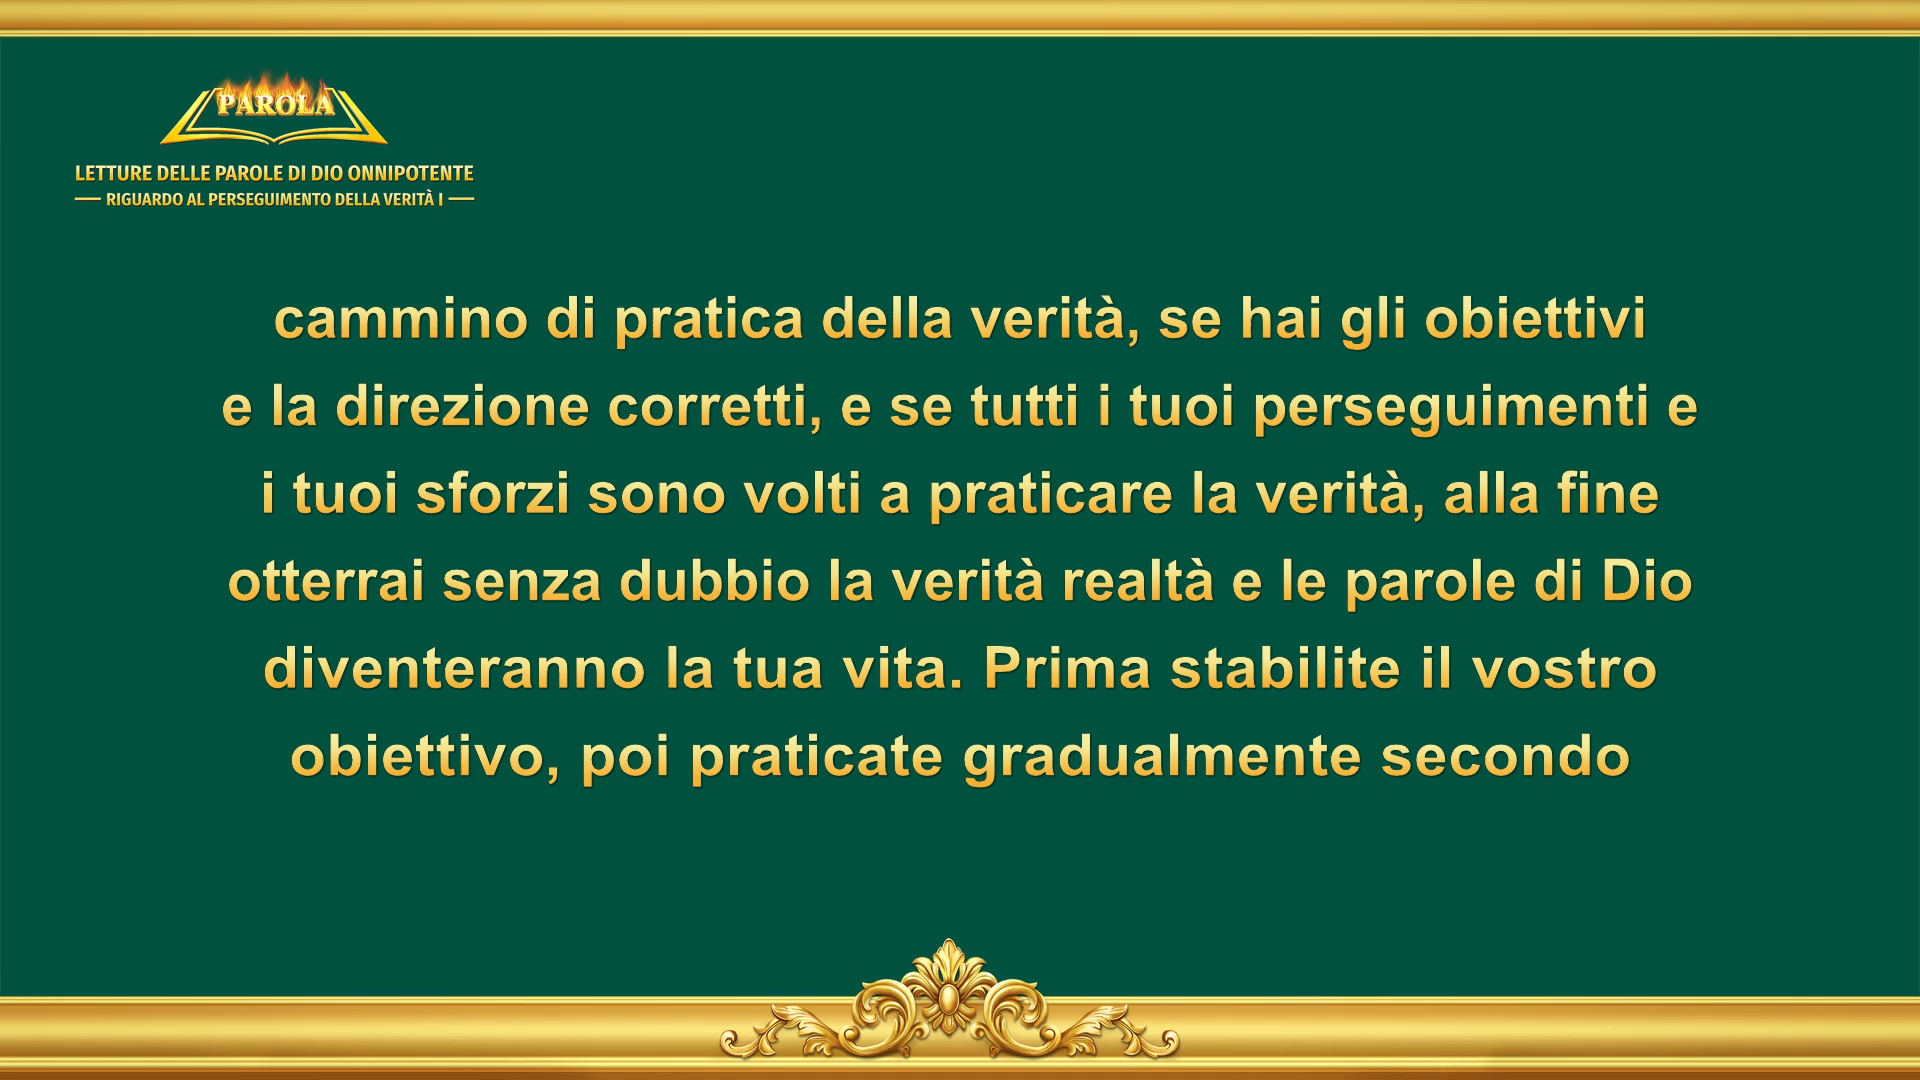 PAROLA
LETTURE DELLE PAROLE DI DIO ONNIPOTENTE
RIGUARDO AL PERSEGUIMENTO DELLA VERITÀ I
cammino di pratica della verità, se hai gli obiettivi
e la direzione corretti, e se tutti i tuoi perseguimenti e
i tuoi sforzi sono volti a praticare la verità, alla fine
otterrai senza dubbio la verità realtà e le parole di Dio
diventeranno la tua vita. Prima stabilite il vostro
obiettivo, poi praticate gradualmente secondo